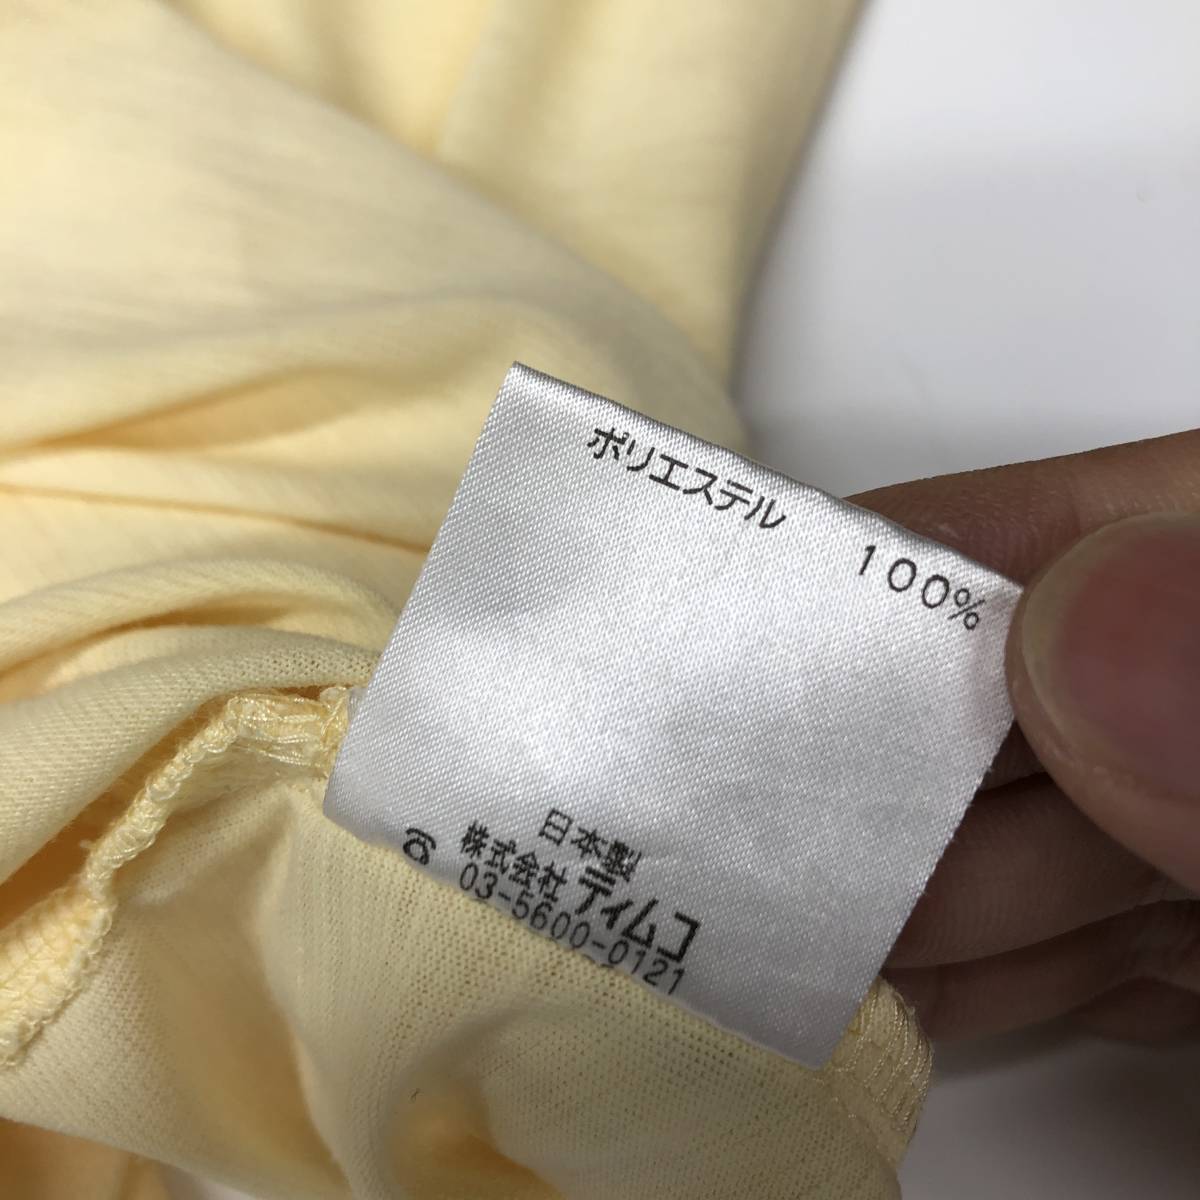 ポリエステル 100%
日本製
株式会社 ティムコ
03-5600-0121